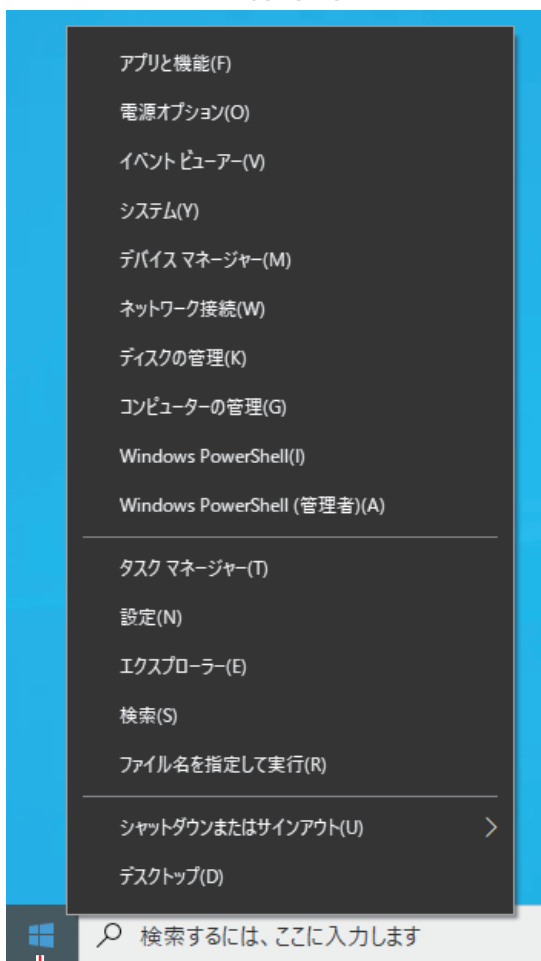 アプリと機能(F)
電源オプション(O)
イベント ビューアー(V)
システム(Y)
デバイス マネージャー(M)
ネットワーク接続(W)
ディスクの管理(K)
コンピューターの管理(G)
Windows PowerShell(I)
Windows PowerShell (管理者)(A)
タスク マネージャー(T)
設定(N)
エクスプローラー(E)
検索(S)
ファイル名を指定して実行(R)
シャットダウンまたはサインアウト(U)
デスクトップ(D)
検索するには、ここに入力します